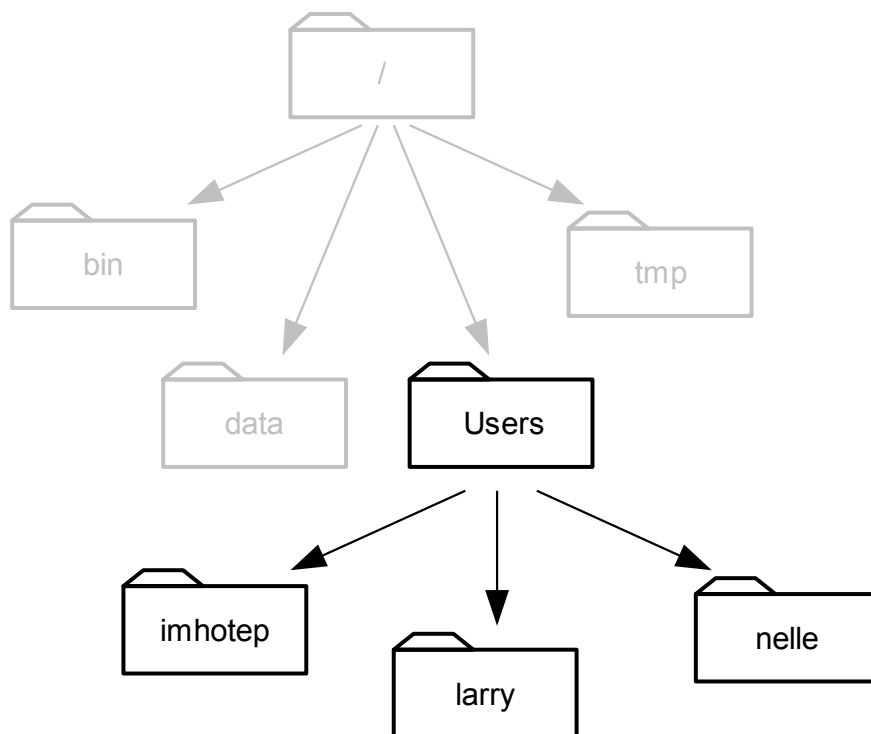 /
bin
tmp
data
Users
imhotep
larry
nelle